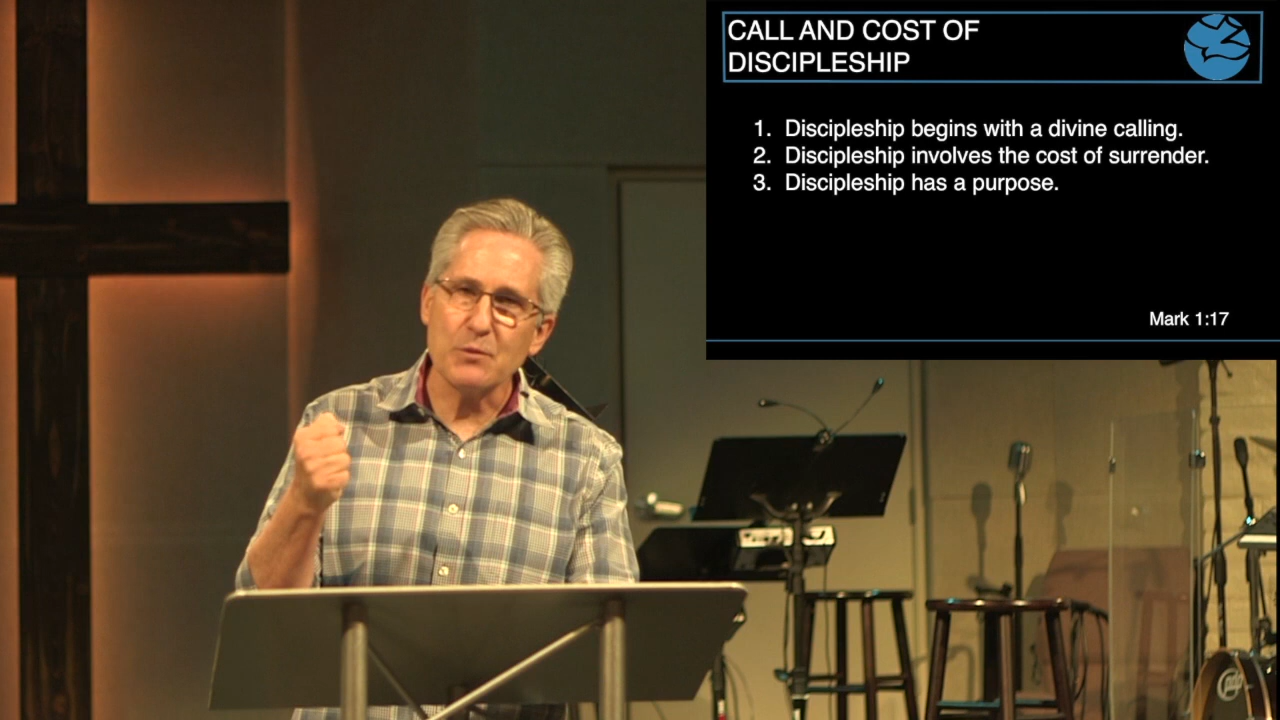 CALL AND COST OF
DISCIPLESHIP
1. Discipleship begins with a divine calling.
2. Discipleship involves the cost of surrender.
3. Discipleship has a purpose.
Mark 1:17
pdp